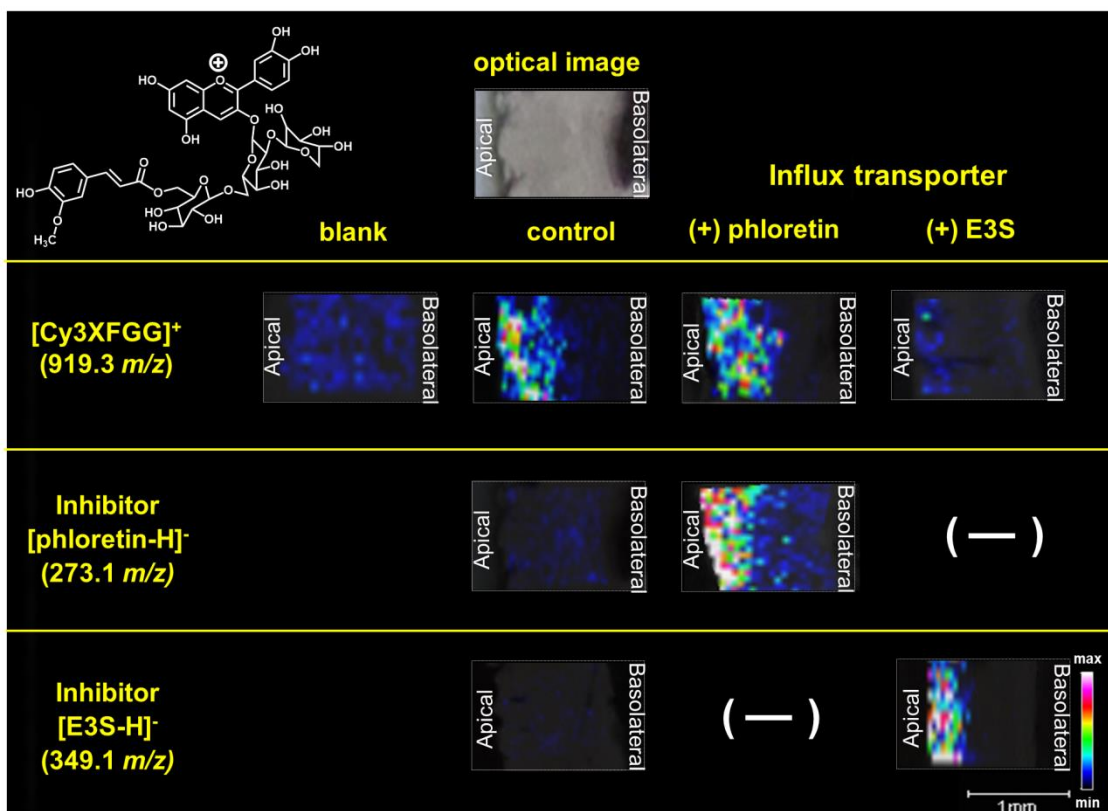 OH
OH
HO
O
OH
O
HO
OH
OH
O
O
O
O
OH
OH
O
O
O
O
HO
O
HO
OH
HO
H₃C
optical image
Apical
Basolateral
Influx transporter
blank
control
(+) phloretin
(+) E3S
[Cy3XFGG]⁺
(919.3 m/z)
Apical
Basolateral
Apical
Basolateral
Apical
Basolateral
Apical
Basolateral
Inhibitor
[phloretin-H]⁻
(273.1 m/z)
Apical
Basolateral
Apical
Basolateral
( — )
Inhibitor
[E3S-H]⁻
(349.1 m/z)
Apical
Basolateral
( — )
Apical
Basolateral
max
min
1mm